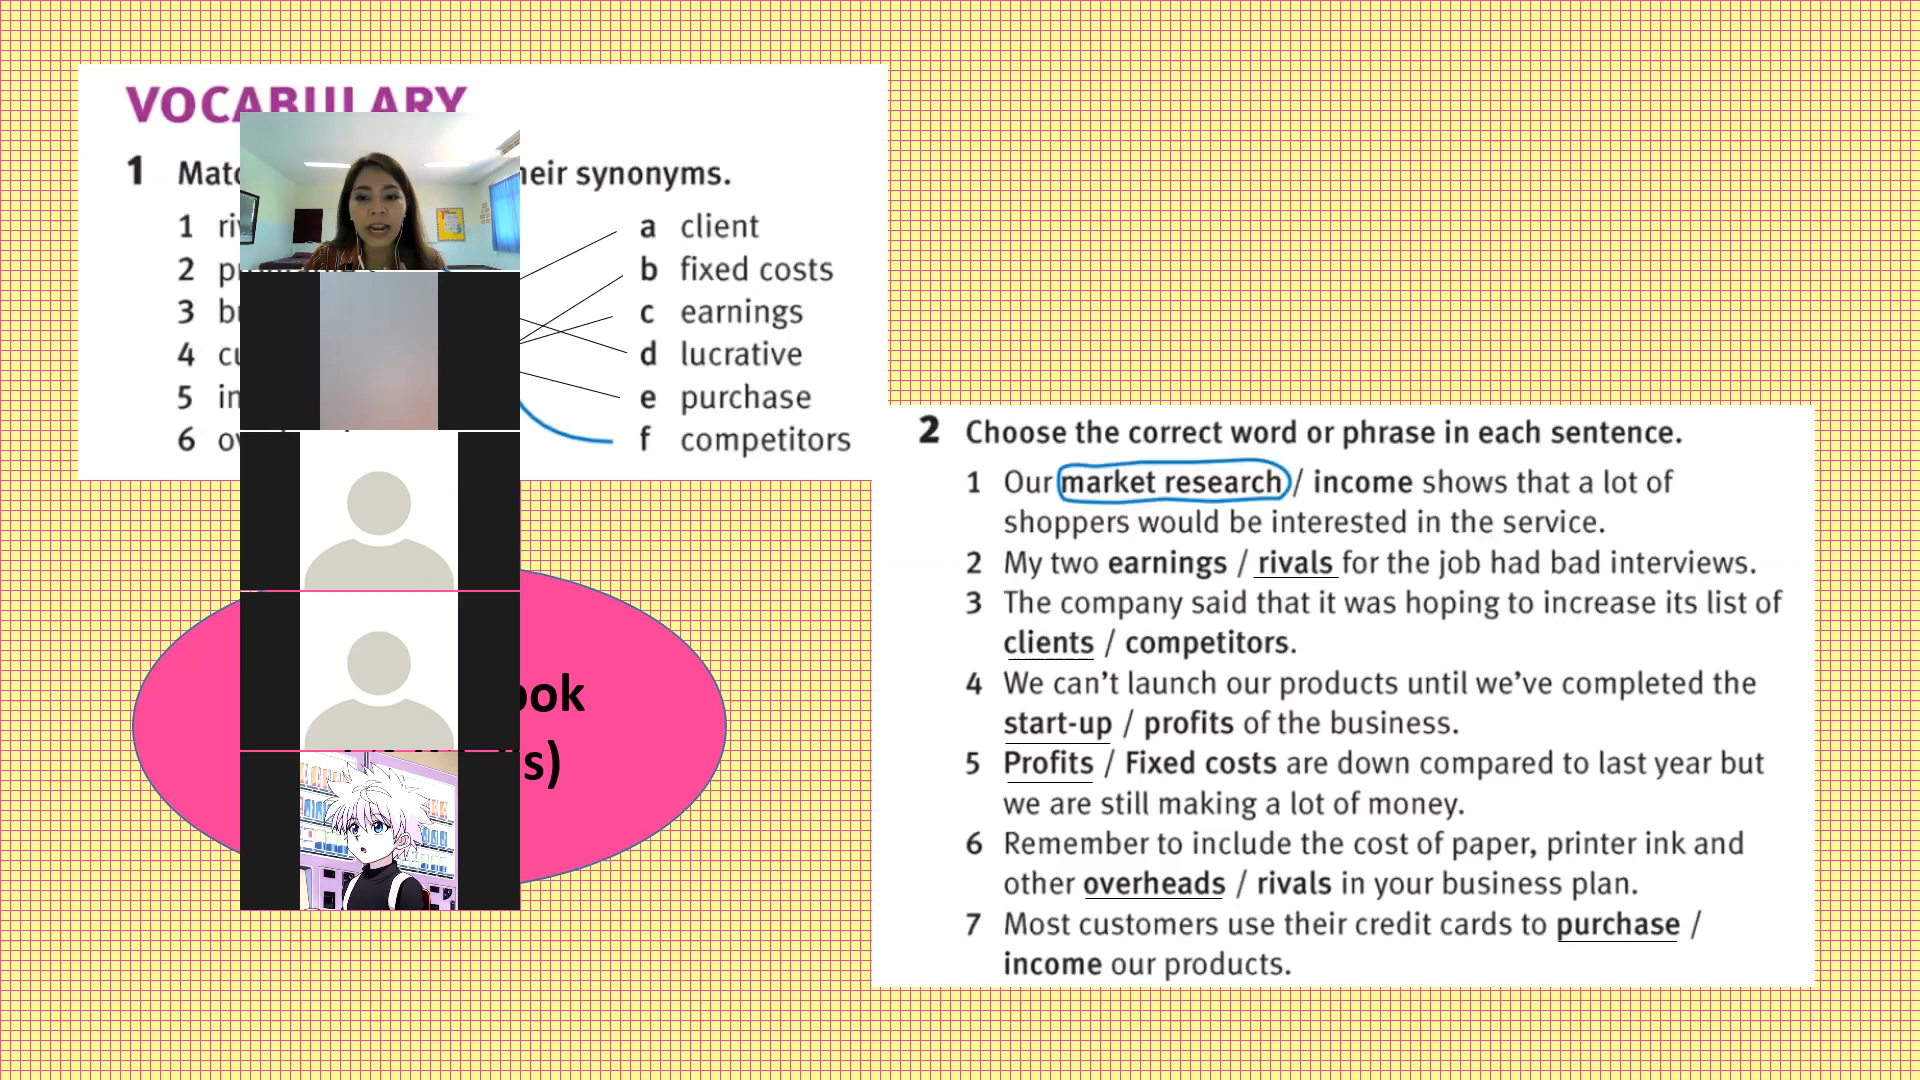 VOCABULARY
1 their synonyms.
1
2
3
4
5
6
a client
b fixed costs
c earnings
d lucrative
e purchase
f competitors
2 Choose the correct word or phrase in each sentence.
1 Our market research / income shows that a lot of
shoppers would be interested in the service.
2 My two earnings / rivals for the job had bad interviews.
3 The company said that it was hoping to increase its list of
clients / competitors.
4 We can't launch our products until we've completed the
start-up / profits of the business.
5 Profits / Fixed costs are down compared to last year but
we are still making a lot of money.
6 Remember to include the cost of paper, printer ink and
other overheads / rivals in your business plan.
7 Most customers use their credit cards to purchase /
income our products.